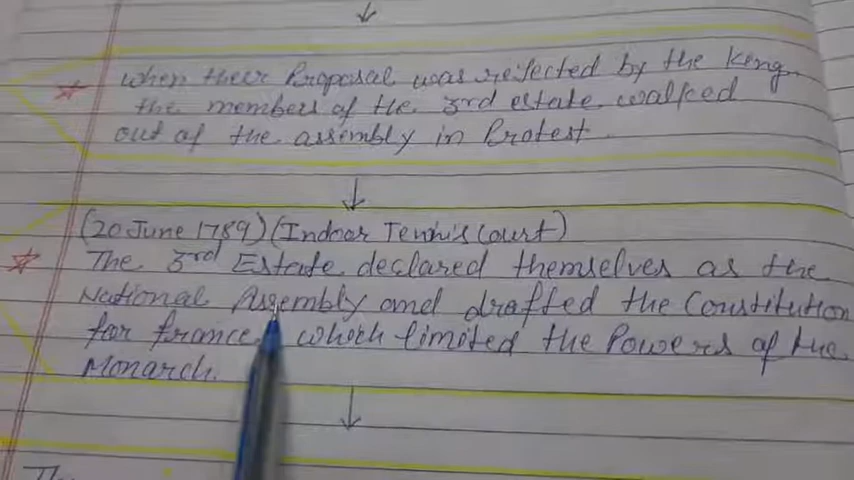 when their Proposal was rejected by the King
the members of the 3rd estate walked
out of the assembly in Protest.
(20 June 1789) (Indoor Tennis Court)
The 3rd Estate declared themselves as the
National Assembly and drafted the Constitution
for france, which limited the Powers of the
Monarch.
The